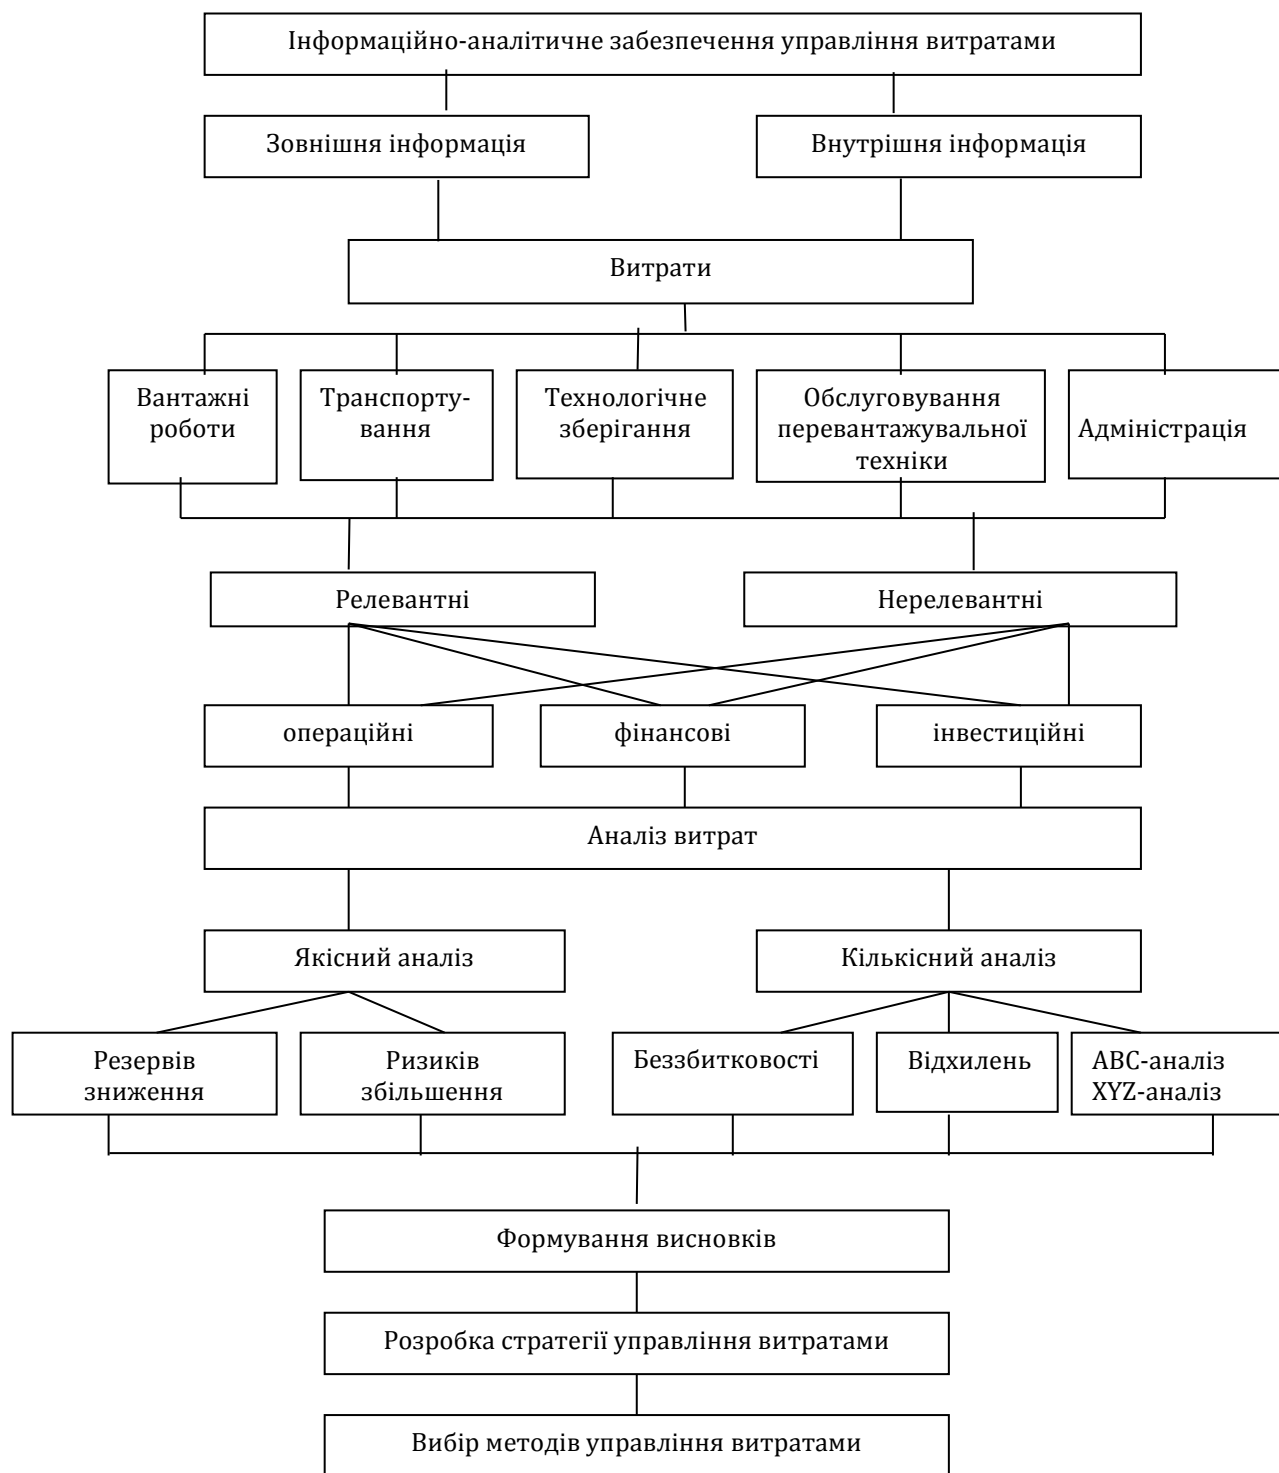 Інформаційно-аналітичне забезпечення управління витратами
Зовнішня інформація
Внутрішня інформація
Витрати
Вантажні
роботи
Транспорту-
вання
Технологічне
зберігання
Обслуговування
перевантажувальної
техніки
Адміністрація
Релевантні
Нерелевантні
операційні
фінансові
інвестиційні
Аналіз витрат
Якісний аналіз
Кількісний аналіз
Резервів
зниження
Ризиків
збільшення
Беззбитковості
Відхилень
АВС-аналіз
XYZ-аналіз
Формування висновків
Розробка стратегії управління витратами
Вибір методів управління витратами